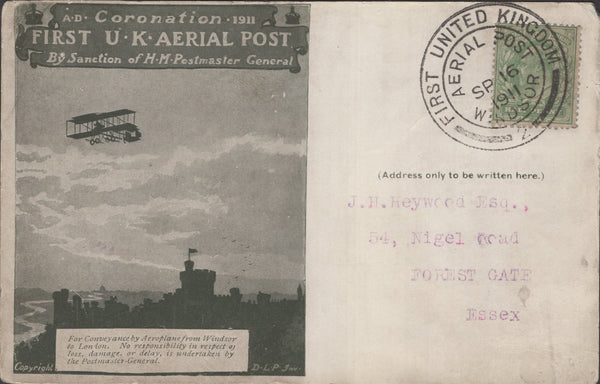 A·D· Coronation · 1911
FIRST U·K·AERIAL POST
By Sanction of H·M·Postmaster General
FIRST UNITED KINGDOM
AERIAL POST
SP 16
1911
WINDSOR
(Address only to be written here.)
J.H.Heywood Esq.,
54, Nigel Road
FOREST GATE
Essex
For Conveyance by Aeroplane from Windsor
to London. No responsibility in respect of
loss, damage, or delay, is undertaken by
the Postmaster-General.
Copyright
D·L·P Inv.